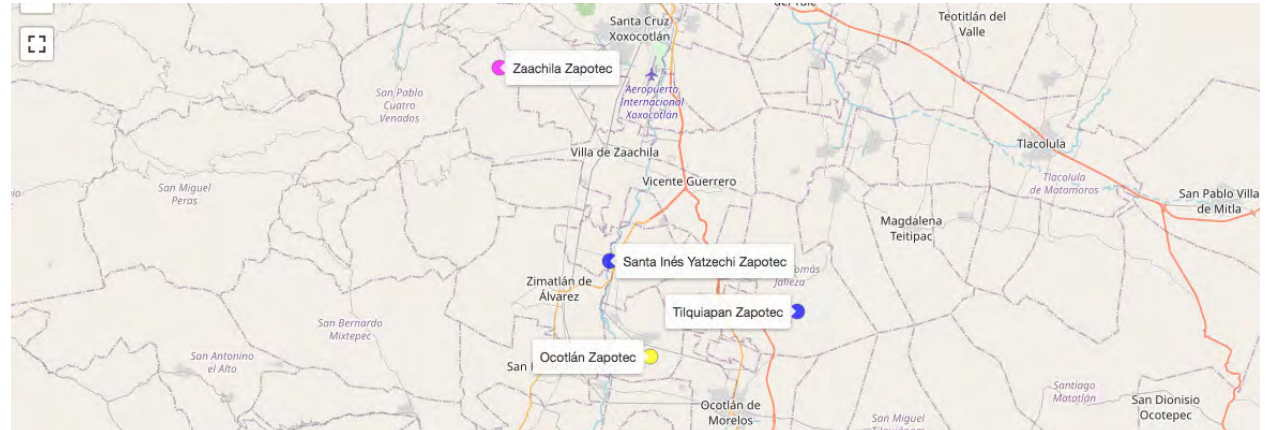 del Tule
Santa Cruz
Xoxocotlán
Teotitlán del
Valle
Zaachila Zapotec
San Pablo
Cuatro
Venados
Aeropuerto
Internacional
Xoxocotlán
Villa de Zaachila
Tlacolula
San Miguel
Peras
Vicente Guerrero
Tlacolula
de Matamoros
San Pablo Villa
de Mitla
Magdalena
Teitipac
Santa Inés Yatzechi Zapotec
Zimatlán de
Álvarez
Jalieza
Tilquiapan Zapotec
San Bernardo
Mixtepec
San Antonino
el Alto
San
Ocotlán Zapotec
Ocotlán de
Morelos
Santiago
Matatlán
San Dionisio
Ocotepec
San Miguel